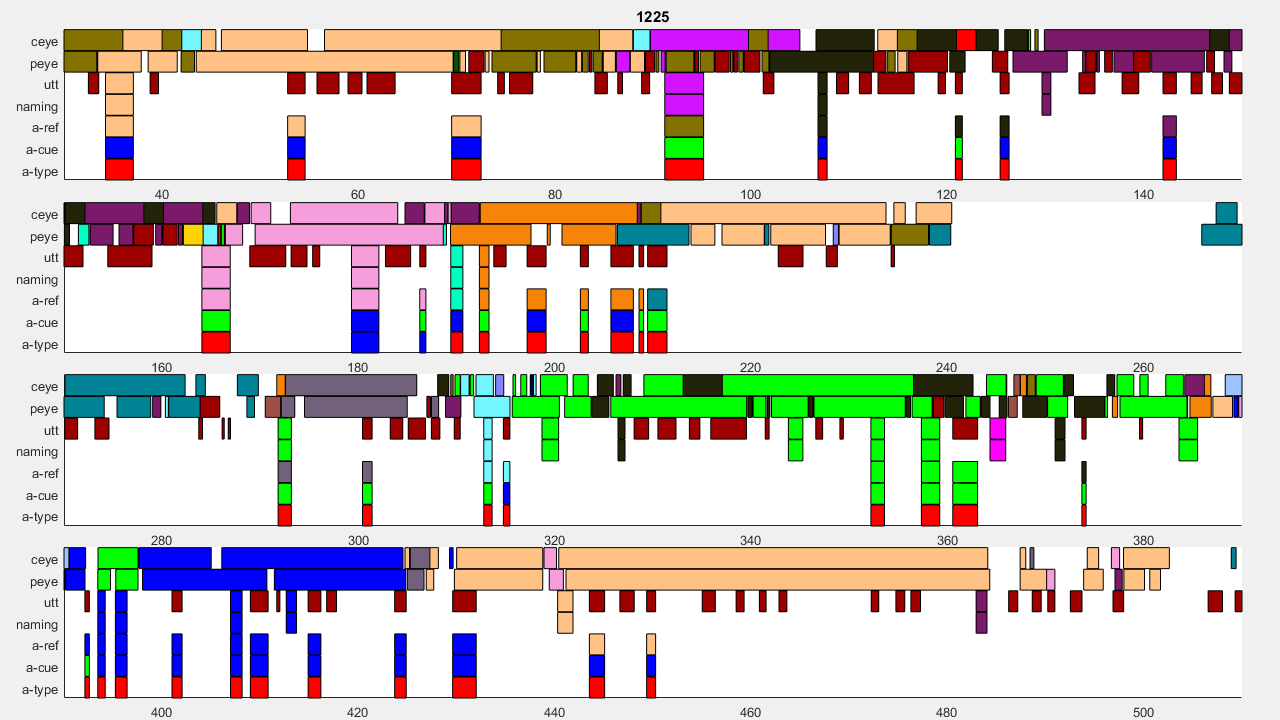 1225
ceye
peye
utt
naming
a-ref
a-cue
a-type
40 60 80 100 120 140
ceye
peye
utt
naming
a-ref
a-cue
a-type
160 180 200 220 240 260
ceye
peye
utt
naming
a-ref
a-cue
a-type
280 300 320 340 360 380
ceye
peye
utt
naming
a-ref
a-cue
a-type
400 420 440 460 480 500